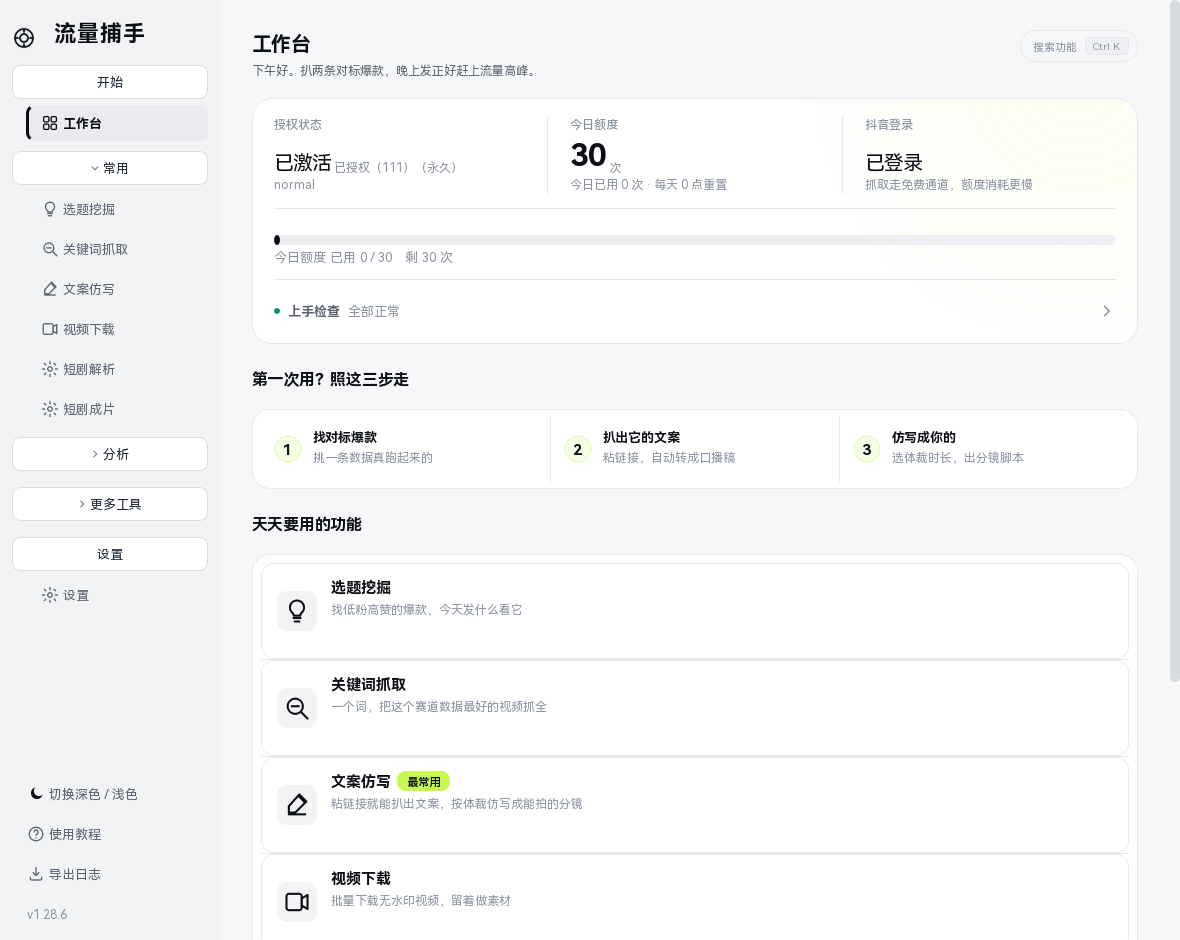 流量捕手
开始
工作台
常用
选题挖掘
关键词抓取
文案仿写
视频下载
短剧解析
短剧成片
分析
更多工具
设置
设置
切换深色 / 浅色
使用教程
导出日志
v1.28.6
工作台
下午好。扒两条对标爆款，晚上发正好赶上流量高峰。
搜索功能 Ctrl K
授权状态
已激活 已授权（111）（永久）
normal
今日额度
30 次
今日已用 0 次 · 每天 0 点重置
抖音登录
已登录
抓取走免费通道，额度消耗更慢
今日额度 已用 0 / 30 剩 30 次
上手检查 全部正常
第一次用？照这三步走
1 找对标爆款
挑一条数据真跑起来的
2 扒出它的文案
粘链接，自动转成口播稿
3 仿写成你的
选体裁时长，出分镜脚本
天天要用的功能
选题挖掘
找低粉高赞的爆款，今天发什么看它
关键词抓取
一个词，把这个赛道数据最好的视频抓全
文案仿写 最常用
粘链接就能扒出文案，按体裁仿写成能拍的分镜
视频下载
批量下载无水印视频，留着做素材